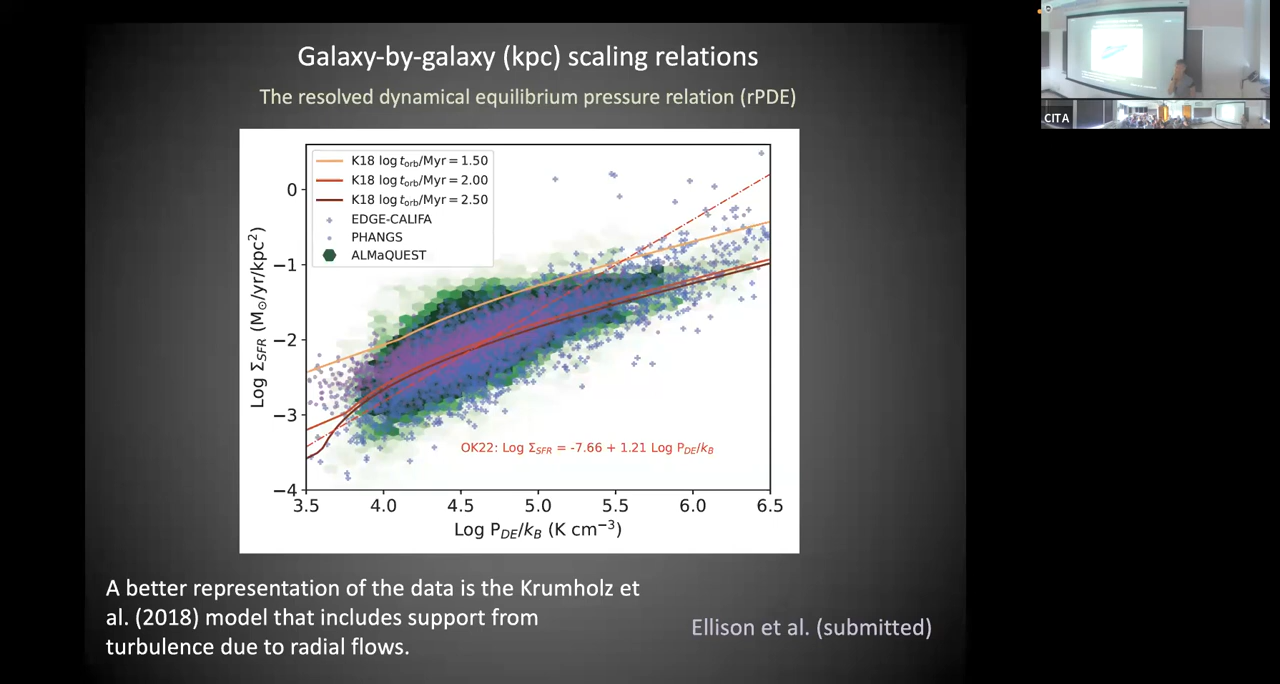 Galaxy-by-galaxy (kpc) scaling relations
The resolved dynamical equilibrium pressure relation (rPDE)
K18 log t_orb/Myr = 1.50
K18 log t_orb/Myr = 2.00
K18 log t_orb/Myr = 2.50
EDGE-CALIFA
PHANGS
ALMaQUEST
Log Σ_SFR (M_⊙/yr/kpc²)
0
−1
−2
−3
−4
OK22: Log Σ_SFR = -7.66 + 1.21 Log P_DE/k_B
3.5 4.0 4.5 5.0 5.5 6.0 6.5
Log P_DE/k_B (K cm⁻³)
A better representation of the data is the Krumholz et
al. (2018) model that includes support from
turbulence due to radial flows.
Ellison et al. (submitted)
CITA